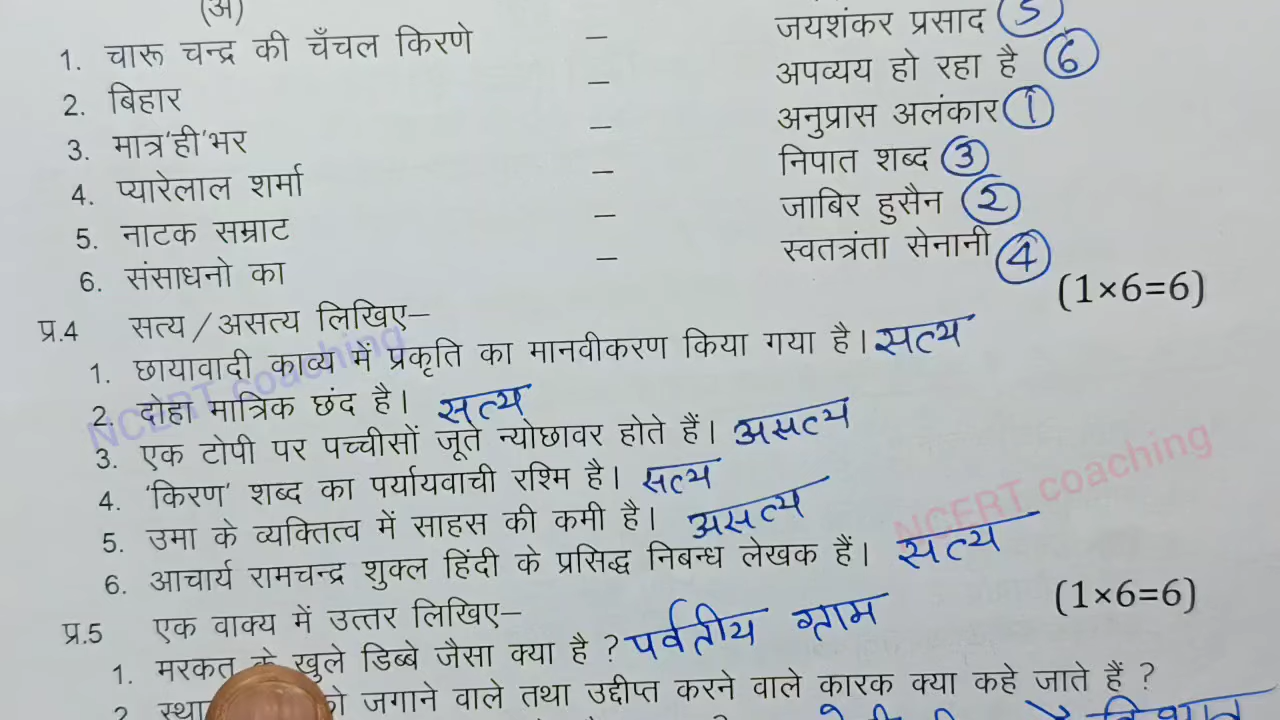 (अ)
1. चारू चन्द्र की चँचल किरणे – जयशंकर प्रसाद 5
2. बिहार – अपव्यय हो रहा है 6
3. मात्र'ही'भर – अनुप्रास अलंकार 1
4. प्यारेलाल शर्मा – निपात शब्द 3
5. नाटक सम्राट – जाबिर हुसैन 2
6. संसाधनो का – स्वतत्रंता सेनानी 4
(1×6=6)
प्र.4 सत्य / असत्य लिखिए–
1. छायावादी काव्य में प्रकृति का मानवीकरण किया गया है। सत्य
2. दोहा मात्रिक छंद है। सत्य
3. एक टोपी पर पच्चीसों जूते न्योछावर होते हैं। असत्य
4. 'किरण' शब्द का पर्यायवाची रश्मि है। सत्य
5. उमा के व्यक्तित्व में साहस की कमी है। असत्य
6. आचार्य रामचन्द्र शुक्ल हिंदी के प्रसिद्ध निबन्ध लेखक हैं। सत्य
(1×6=6)
प्र.5 एक वाक्य में उत्तर लिखिए–
1. मरकत के खुले डिब्बे जैसा क्या है ? पर्वतीय ग्राम
2. को जगाने वाले तथा उद्दीप्त करने वाले कारक क्या कहे जाते हैं ?
NCERT coaching
NCERT coaching